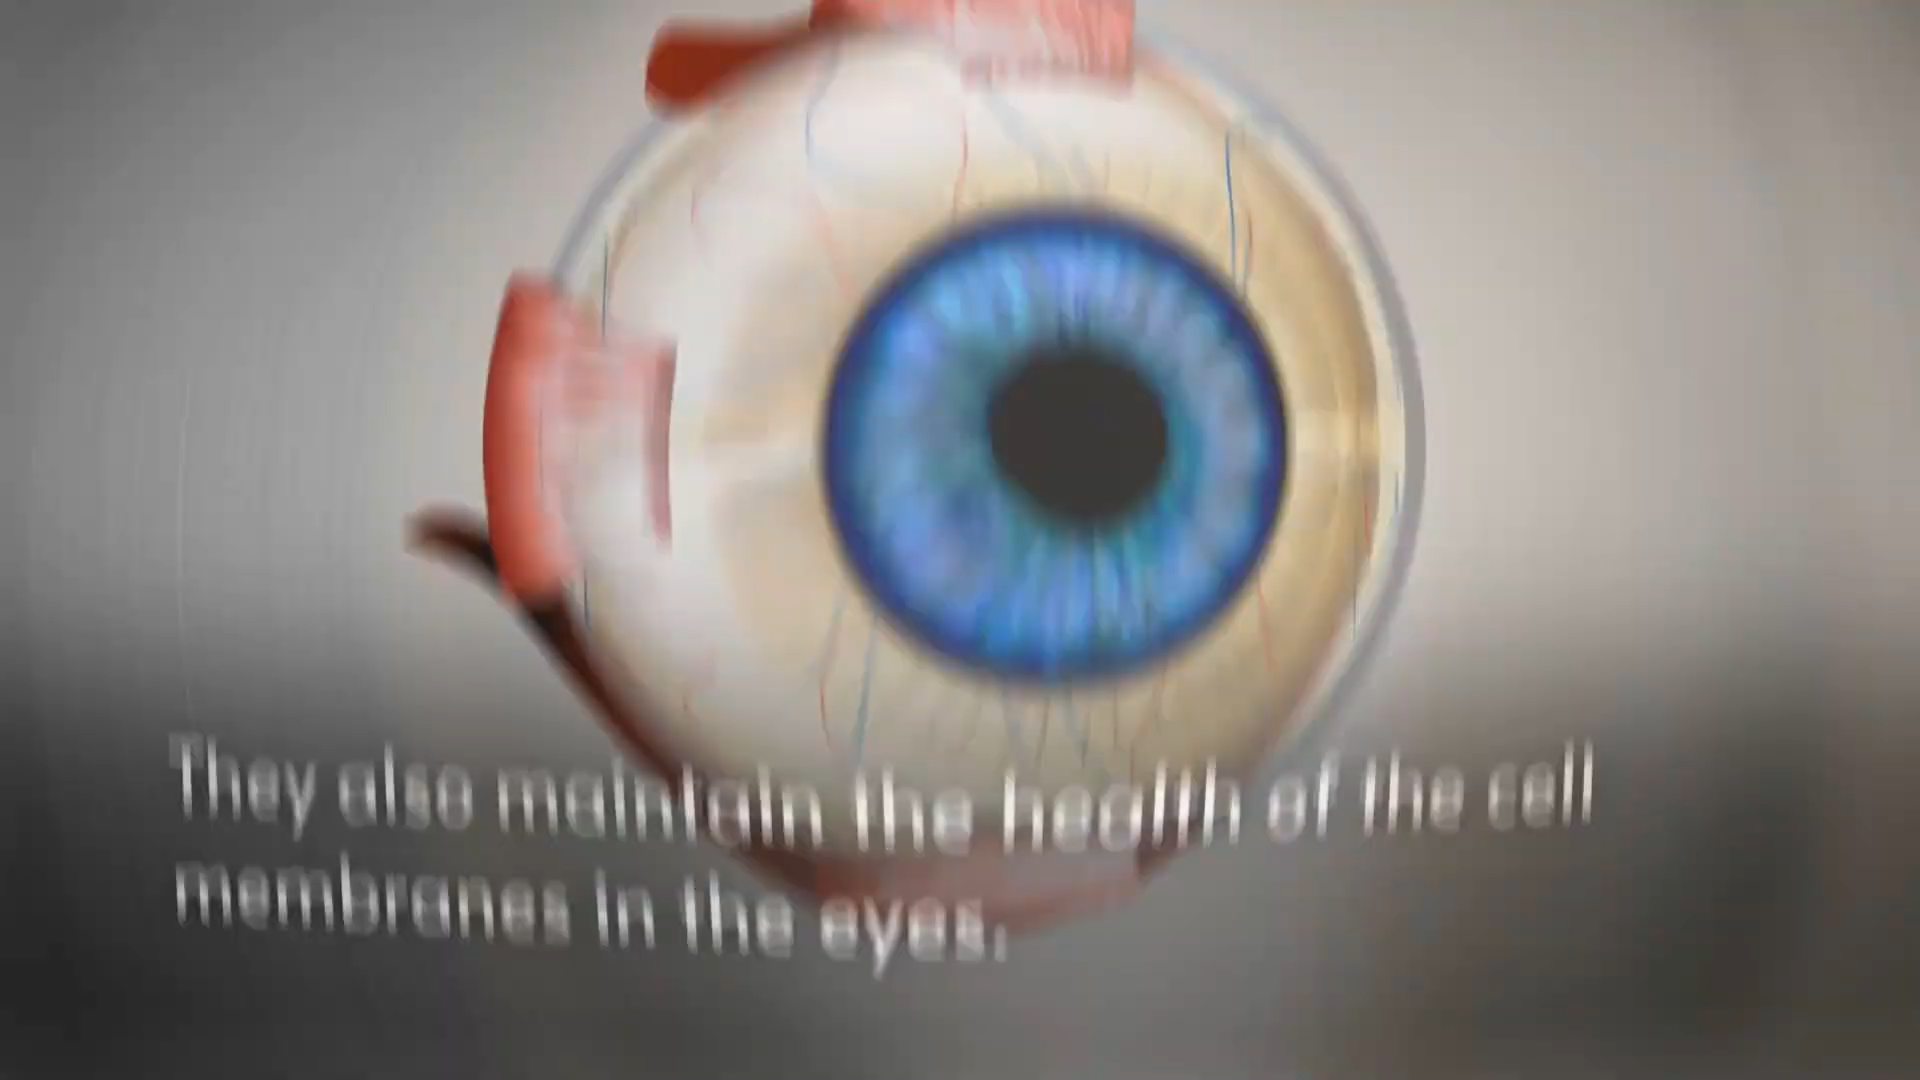 They also maintain the health of the cell
membranes in the eyes.